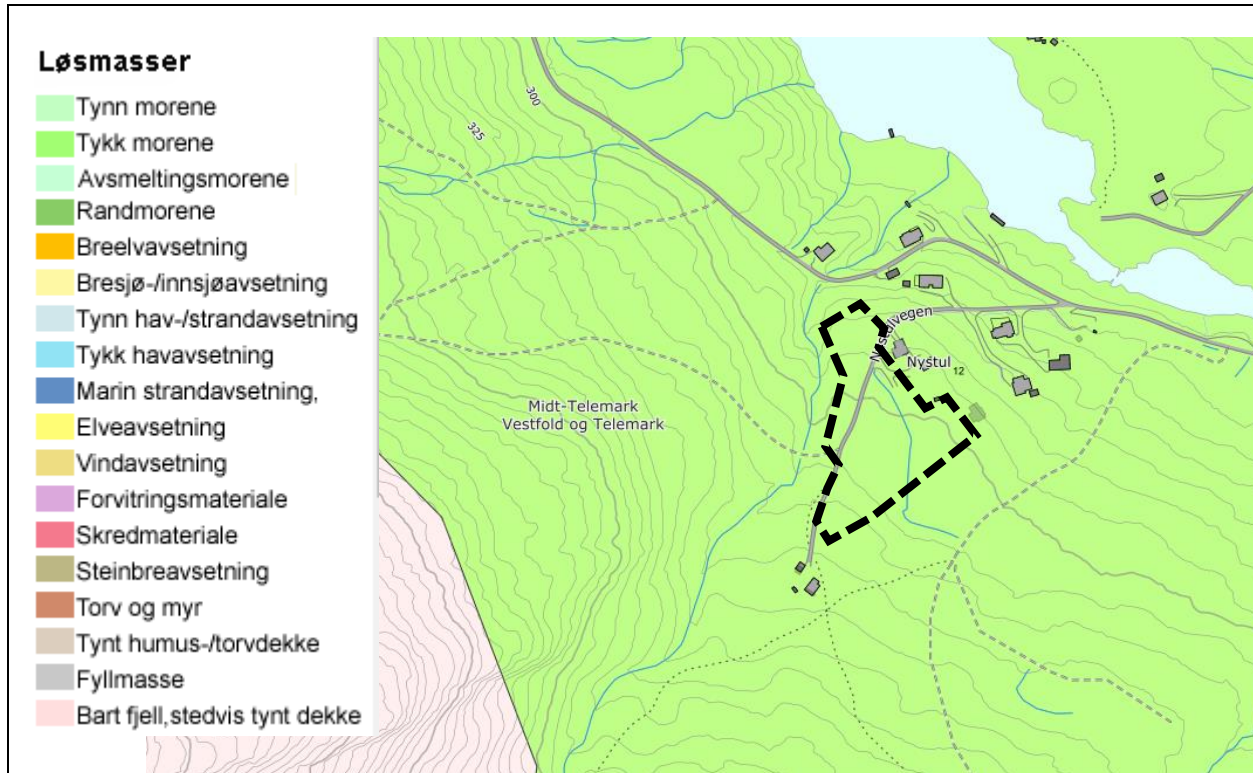 Løsmasser
Tynn morene
Tykk morene
Avsmeltingsmorene
Randmorene
Breelvavsetning
Bresjø-/innsjøavsetning
Tynn hav-/strandavsetning
Tykk havavsetning
Marin strandavsetning,
Elveavsetning
Vindavsetning
Forvitringsmateriale
Skredmateriale
Steinbreavsetning
Torv og myr
Tynt humus-/torvdekke
Fyllmasse
Bart fjell,stedvis tynt dekke
300
325
Nystulvegen
Nystul
12
Midt-Telemark
Vestfold og Telemark